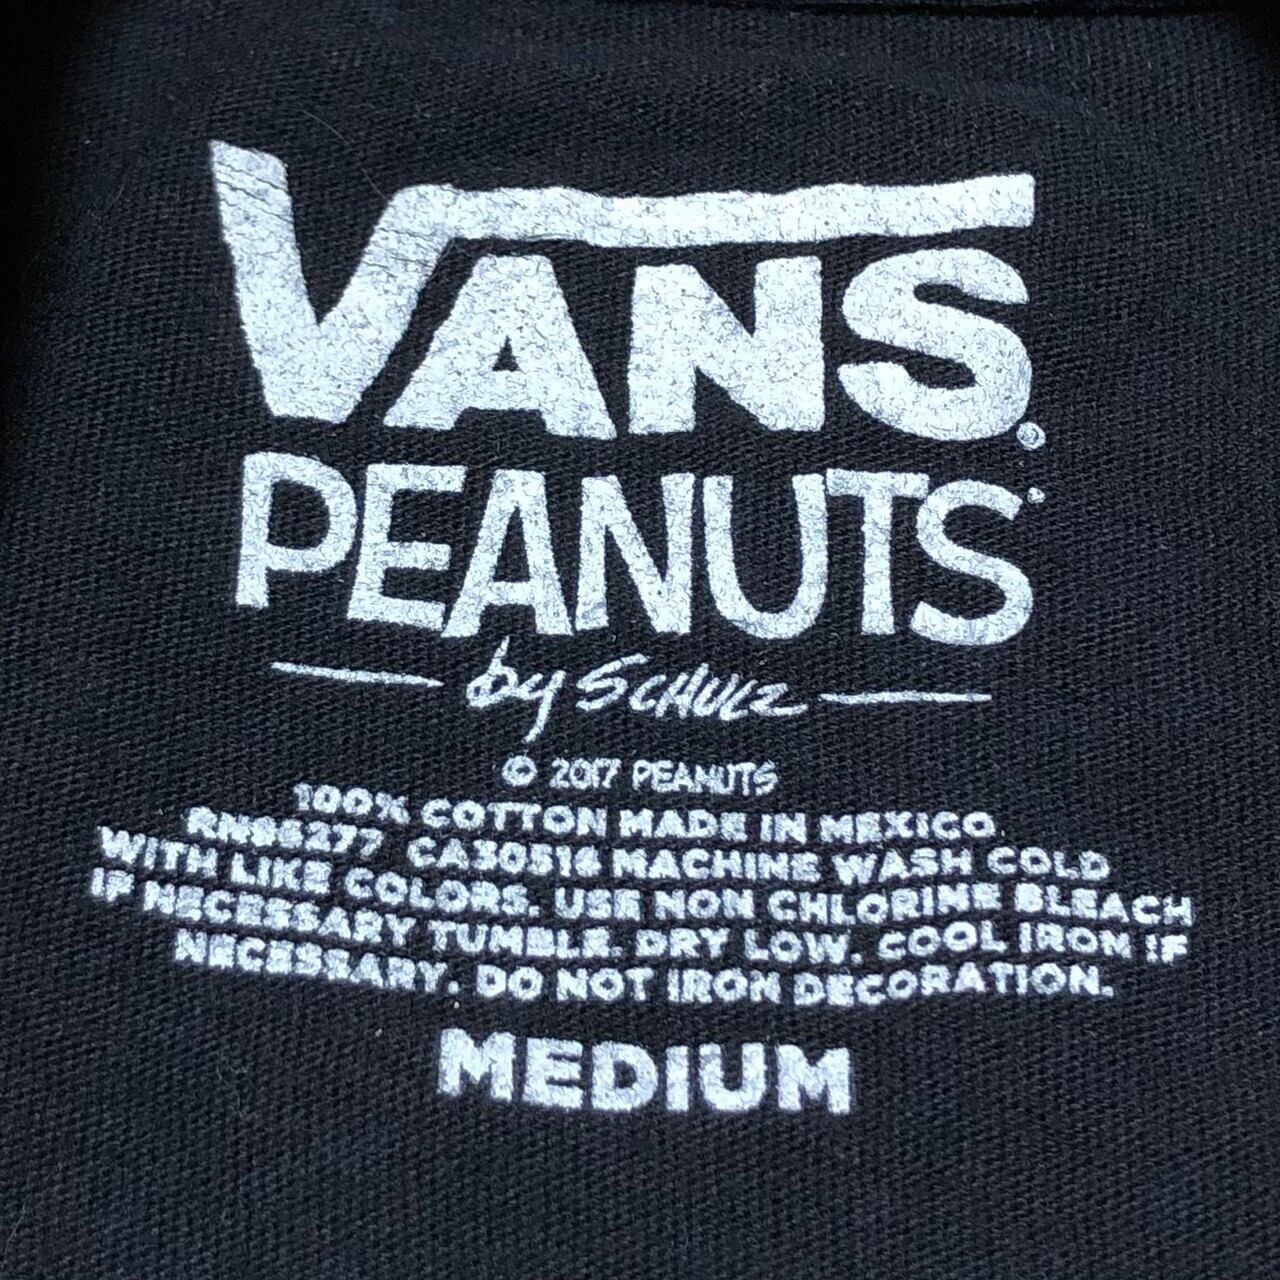 VANS®
PEANUTS
by SCHULZ
© 2017 PEANUTS
100% COTTON MADE IN MEXICO
RN86277 CA30516 MACHINE WASH COLD
WITH LIKE COLORS. USE NON CHLORINE BLEACH
IF NECESSARY TUMBLE. DRY LOW. COOL IRON IF
NECESSARY. DO NOT IRON DECORATION.
MEDIUM